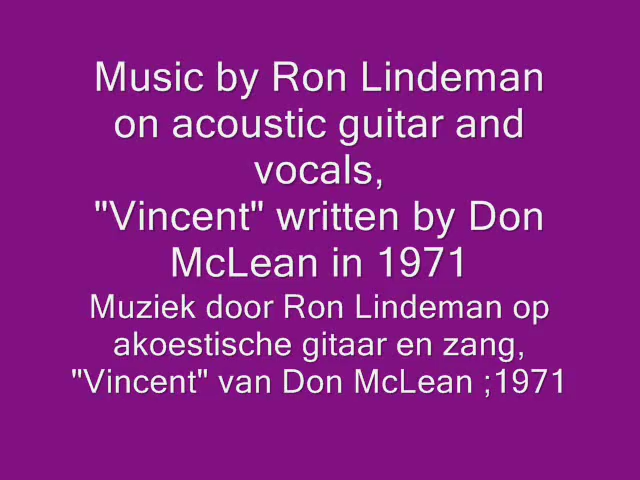 Music by Ron Lindeman
on acoustic guitar and
vocals,
"Vincent" written by Don
McLean in 1971
Muziek door Ron Lindeman op
akoestische gitaar en zang,
"Vincent" van Don McLean ;1971